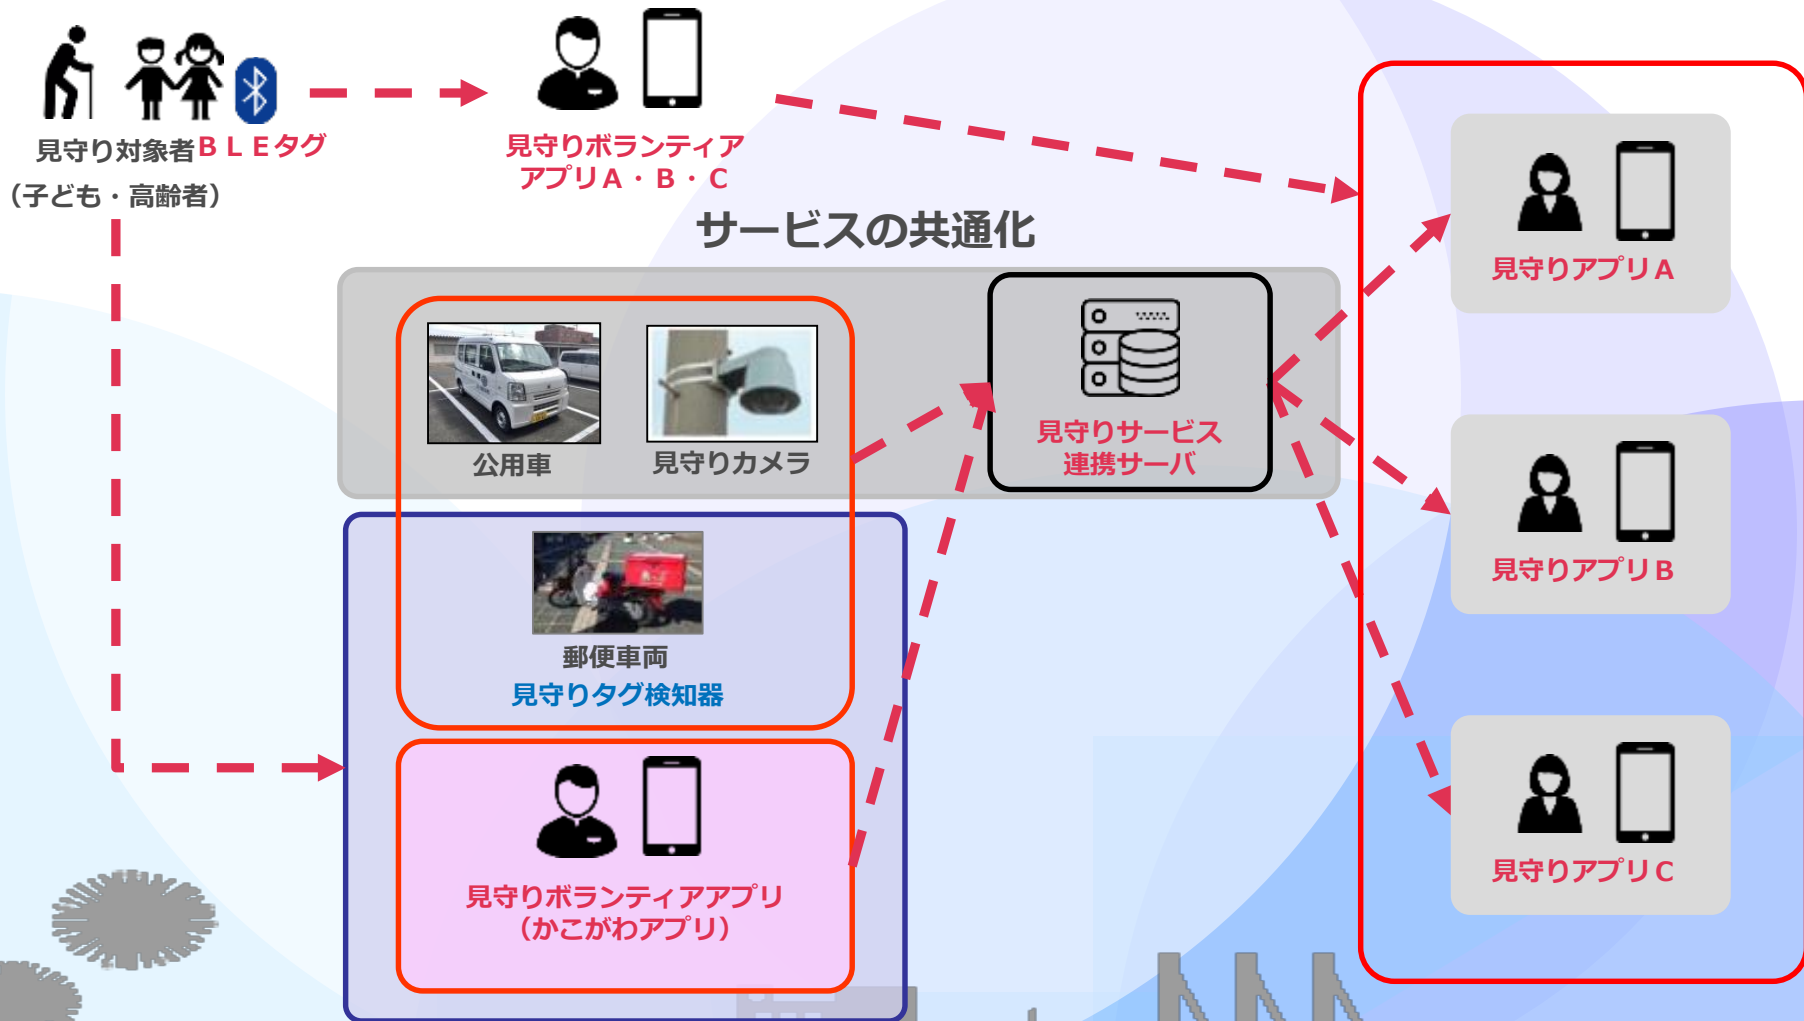 見守り対象者
ＢＬＥタグ
（子ども・高齢者）
見守りボランティア
アプリＡ・Ｂ・Ｃ
サービスの共通化
公用車
見守りカメラ
見守りサービス
連携サーバ
郵便車両
見守りタグ検知器
見守りボランティアアプリ
（かこがわアプリ）
見守りアプリＡ
見守りアプリＢ
見守りアプリＣ